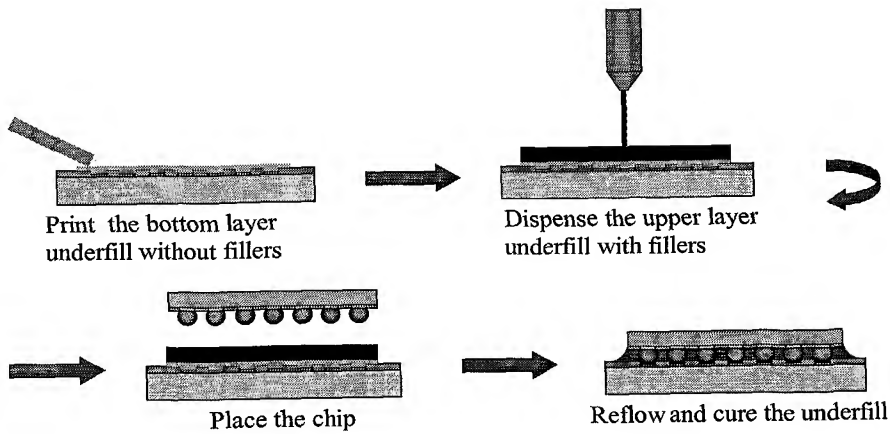 Print the bottom layer
underfill without fillers
Dispense the upper layer
underfill with fillers
Place the chip
Reflow and cure the underfill